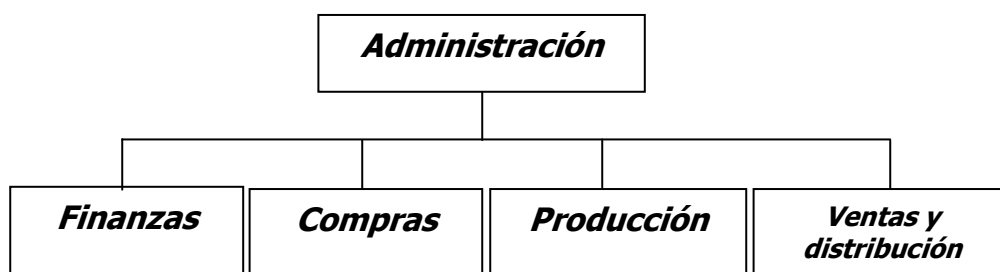 Administración
Finanzas
Compras
Producción
Ventas y
distribución